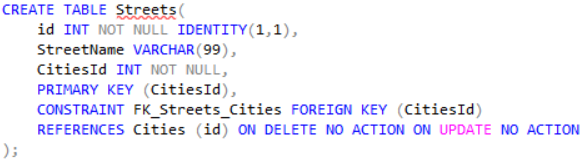 CREATE TABLE Streets(
id INT NOT NULL IDENTITY(1,1),
StreetName VARCHAR(99),
CitiesId INT NOT NULL,
PRIMARY KEY (CitiesId),
CONSTRAINT FK_Streets_Cities FOREIGN KEY (CitiesId)
REFERENCES Cities (id) ON DELETE NO ACTION ON UPDATE NO ACTION
);